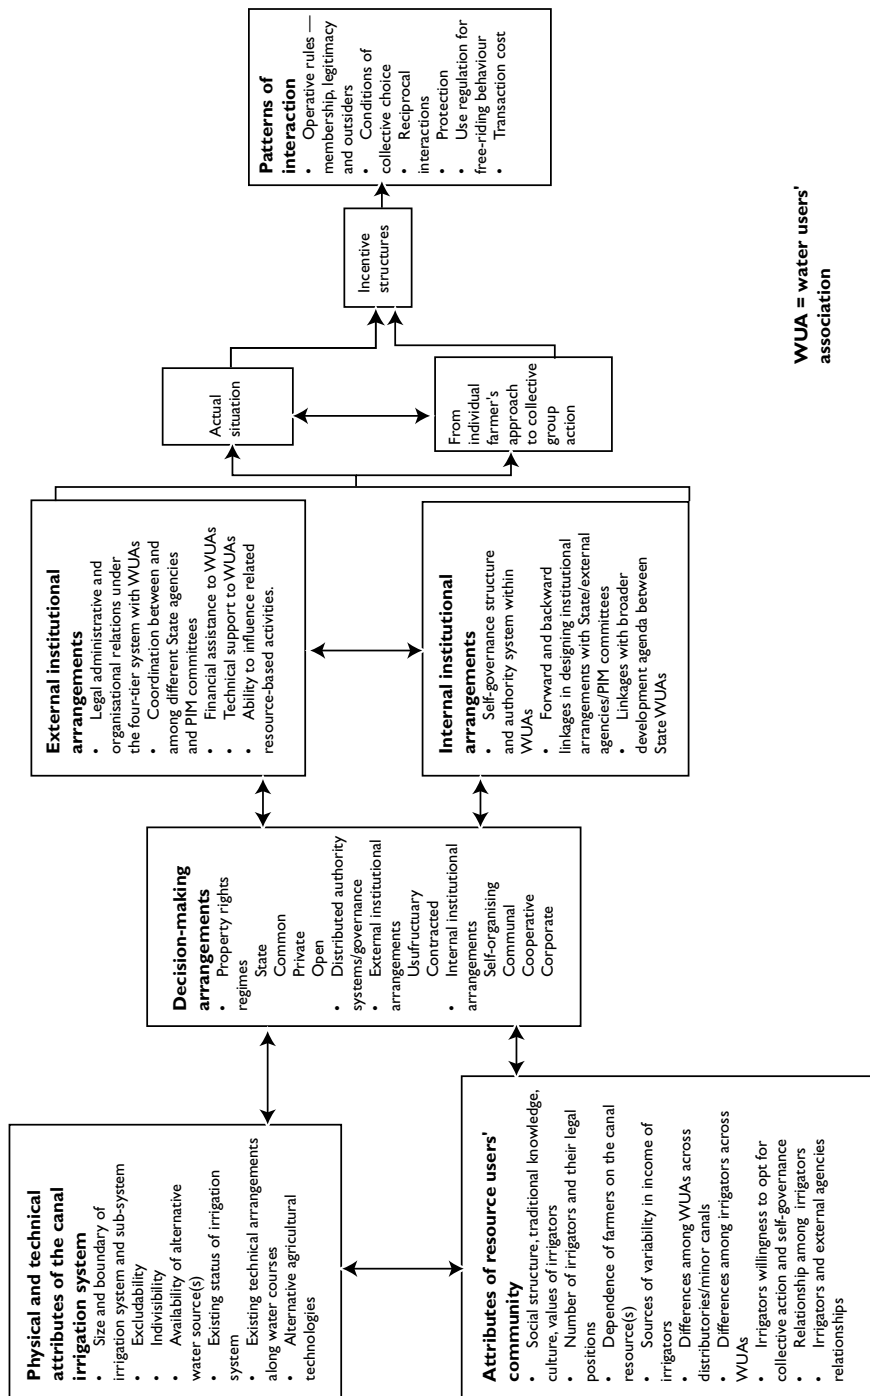 Physical and technical
attributes of the canal
irrigation system
• Size and boundary of
irrigation system and sub-system
• Excludability
• Indivisibility
• Availability of alternative
water source(s)
• Existing status of irrigation
system
• Existing technical arrangements
along water courses
• Alternative agricultural
technologies
Attributes of resource users'
community
• Social structure, traditional knowledge,
culture, values of irrigators
• Number of irrigators and their legal
positions
• Dependence of farmers on the canal
resource(s)
• Sources of variability in income of
irrigators
• Differences among WUAs across
distributories/minor canals
• Differences among irrigators across
WUAs
• Irrigators willingness to opt for
collective action and self-governance
• Relationship among irrigators
• Irrigators and external agencies
relationships
Decision-making
arrangements
• Property rights
regimes
State
Common
Private
Open
• Distributed authority
systems/governance
• External institutional
arrangements
Usufructuary
Contracted
• Internal institutional
arrangements
Self-organising
Communal
Cooperative
Corporate
External institutional
arrangements
• Legal administrative and
organisational relations under
the four-tier system with WUAs
• Coordination between and
among different State agencies
and PIM committees
• Financial assistance to WUAs
• Technical support to WUAs
• Ability to influence related
resource-based activities.
Internal institutional
arrangements
• Self-governance structure
and authority system within
WUAs
• Forward and backward
linkages in designing institutional
arrangements with State/external
agencies/PIM committees
• Linkages with broader
development agenda between
State WUAs
Actual
situation
From
individual
farmer's
approach
to collective
group
action
Incentive
structures
Patterns of
interaction
• Operative rules —
membership, legitimacy
and outsiders
• Conditions of
collective choice
• Reciprocal
interactions
• Protection
• Use regulation for
free-riding behaviour
• Transaction cost
WUA = water users'
association